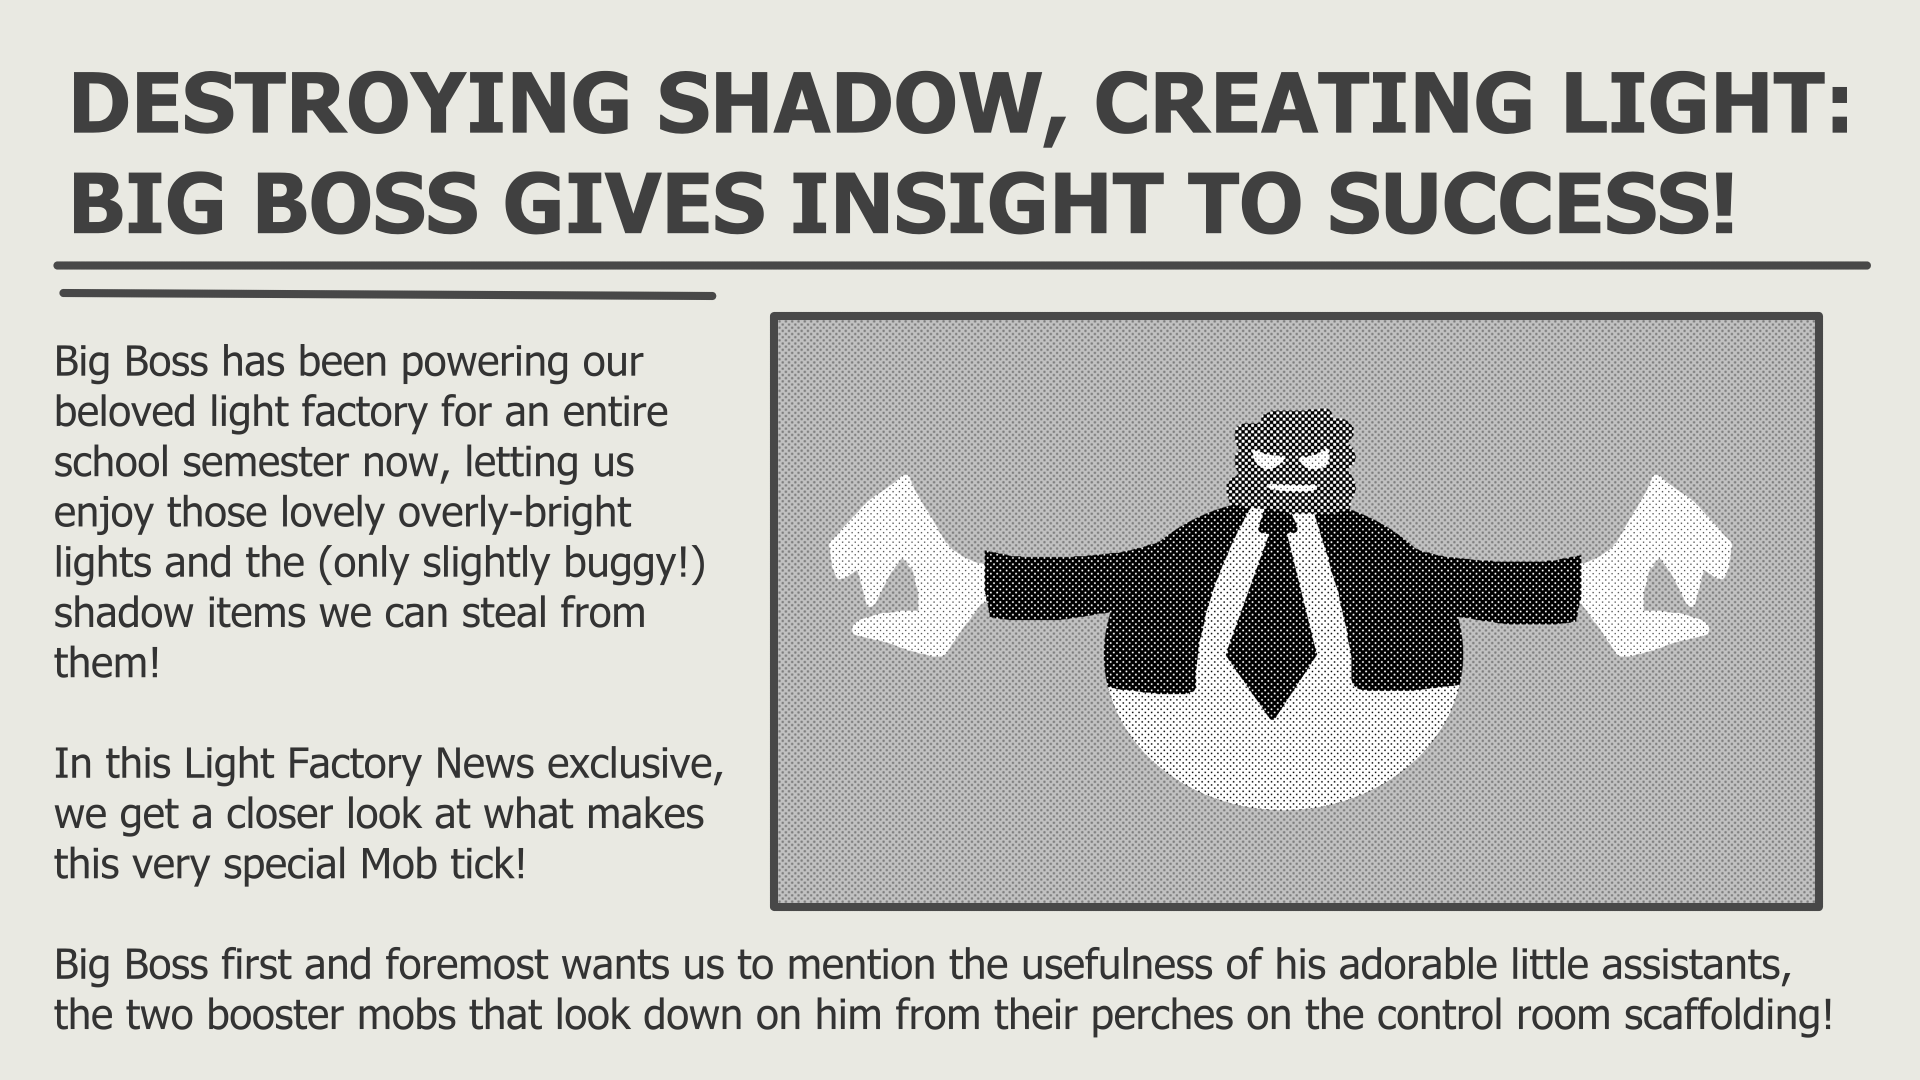 DESTROYING SHADOW, CREATING LIGHT:
BIG BOSS GIVES INSIGHT TO SUCCESS!
Big Boss has been powering our
beloved light factory for an entire
school semester now, letting us
enjoy those lovely overly-bright
lights and the (only slightly buggy!)
shadow items we can steal from
them!
In this Light Factory News exclusive,
we get a closer look at what makes
this very special Mob tick!
Big Boss first and foremost wants us to mention the usefulness of his adorable little assistants,
the two booster mobs that look down on him from their perches on the control room scaffolding!